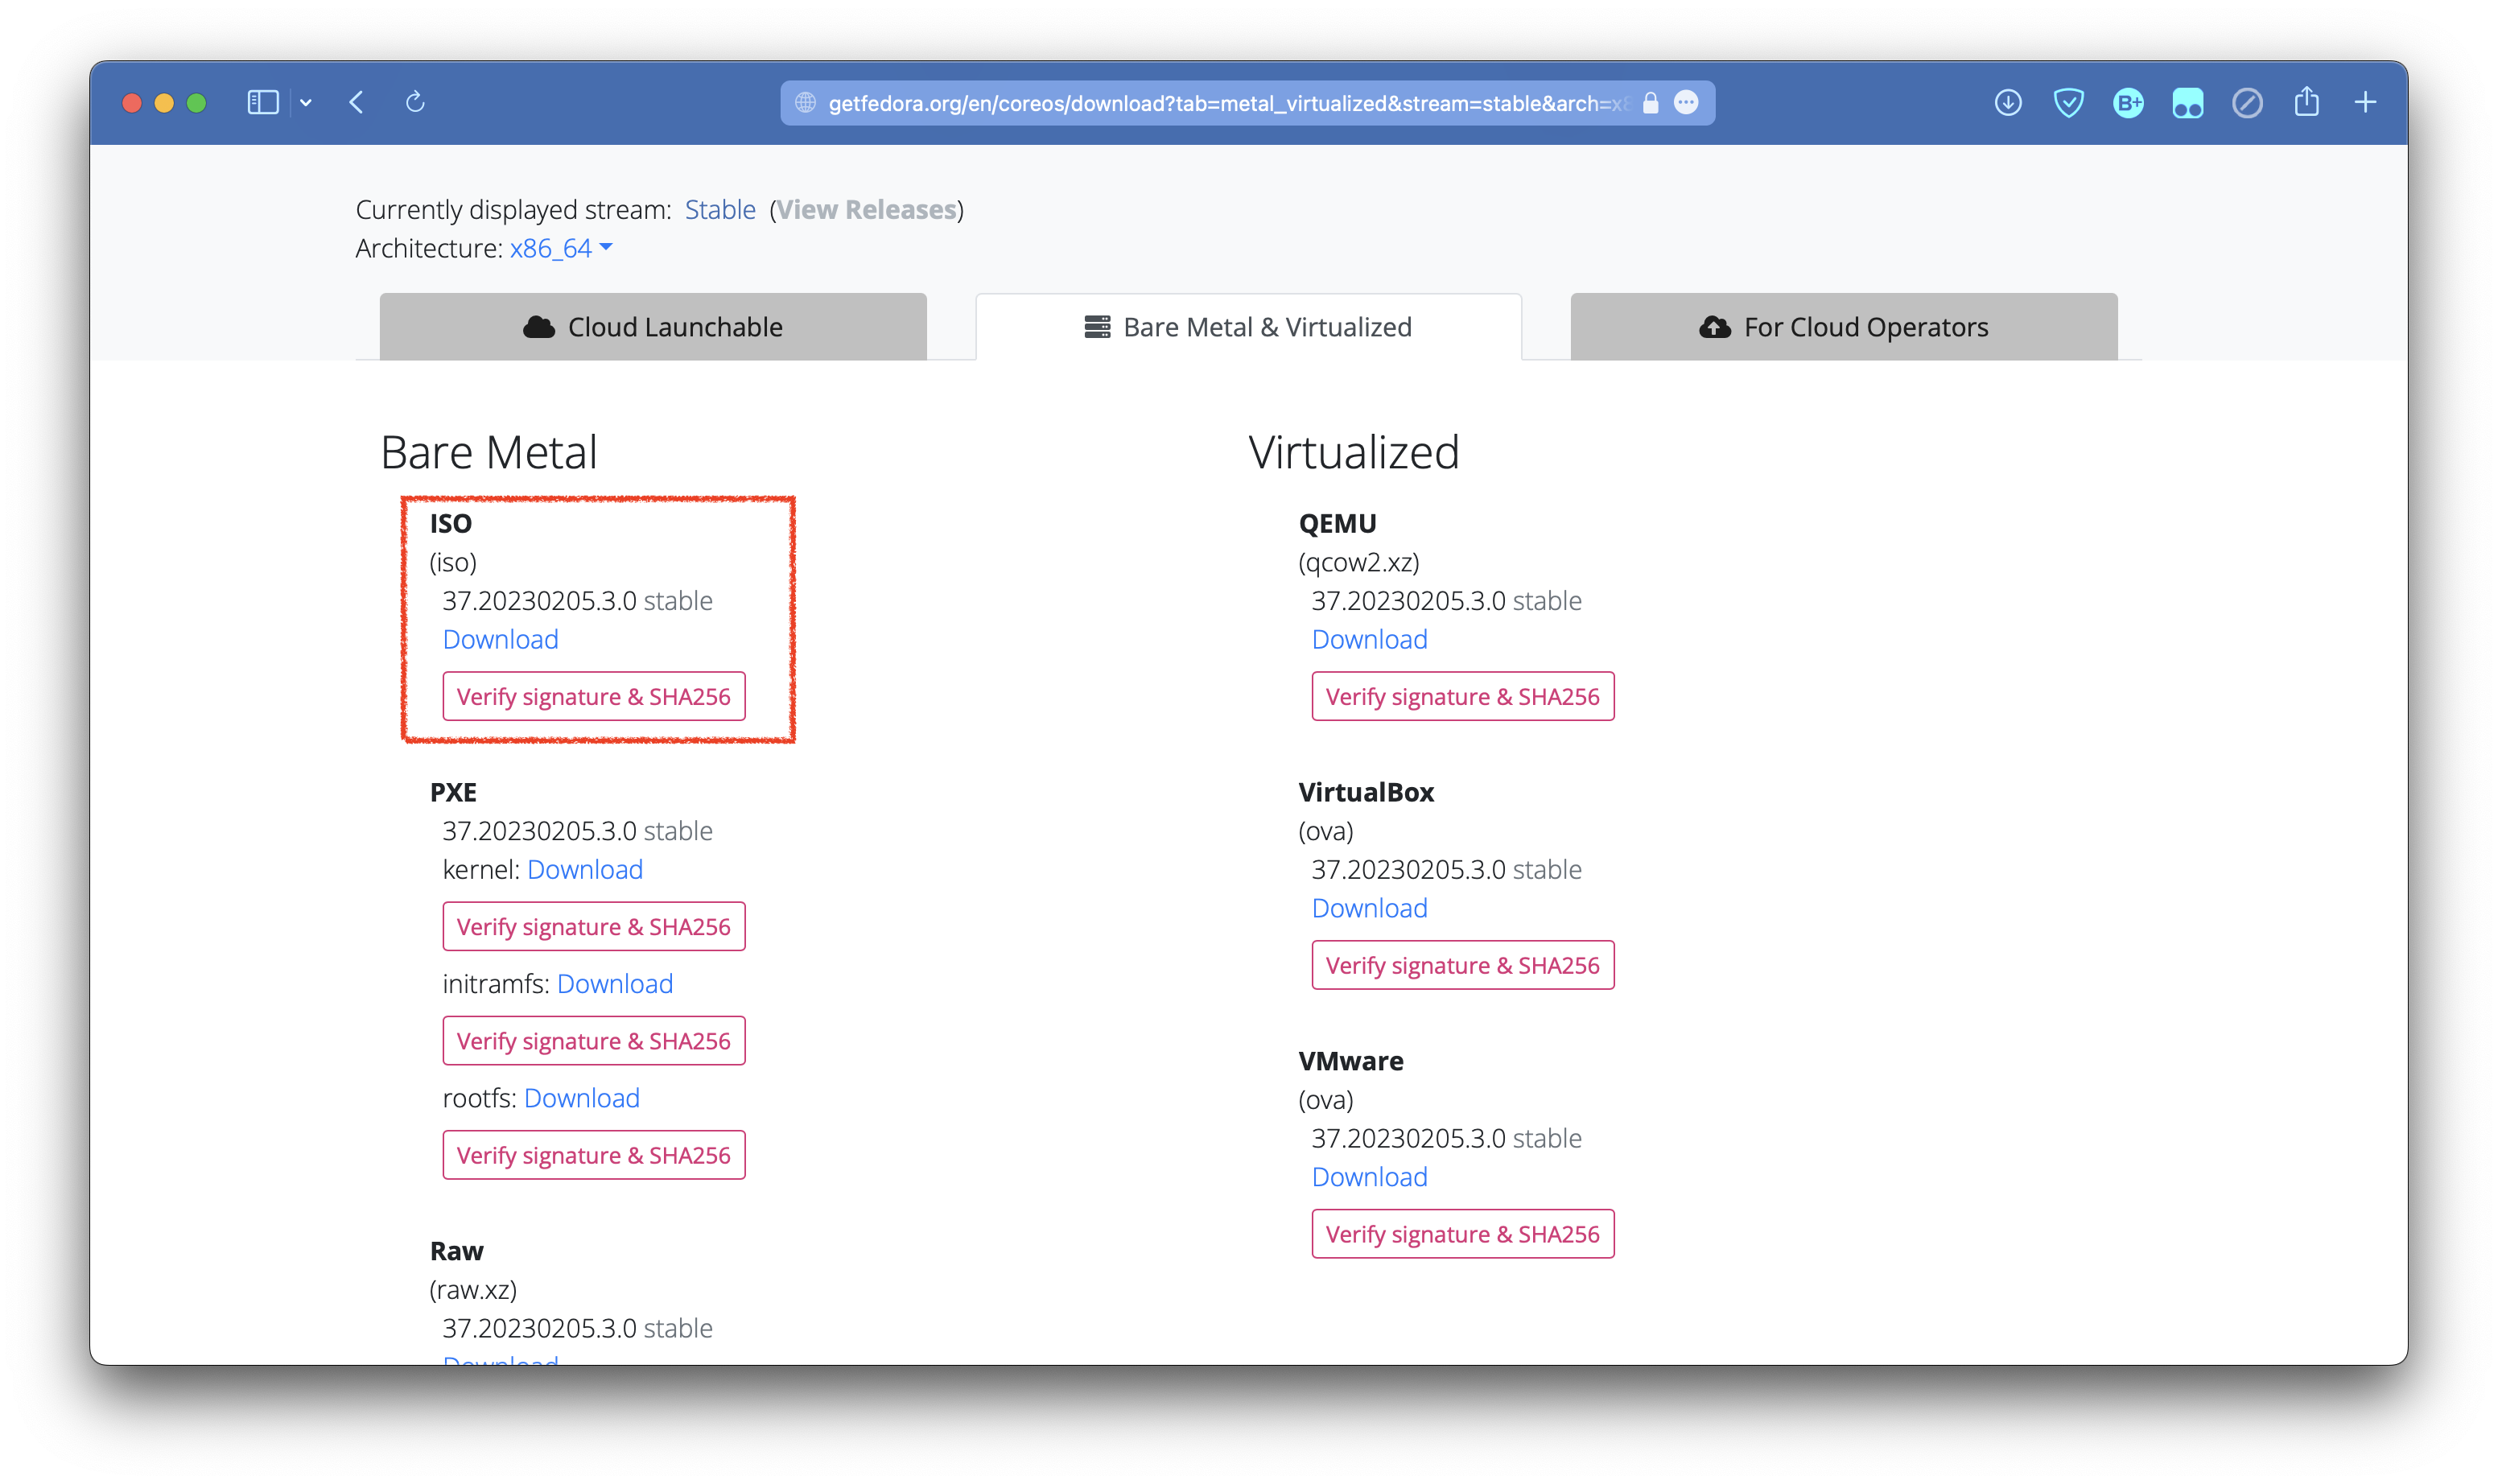 getfedora.org/en/coreos/download?tab=metal_virtualized&stream=stable&arch=x8
B+
Currently displayed stream: Stable (View Releases)
Architecture: x86_64
Cloud Launchable
Bare Metal & Virtualized
For Cloud Operators
Bare Metal
ISO
(iso)
37.20230205.3.0 stable
Download
Verify signature & SHA256
PXE
37.20230205.3.0 stable
kernel: Download
Verify signature & SHA256
initramfs: Download
Verify signature & SHA256
rootfs: Download
Verify signature & SHA256
Raw
(raw.xz)
37.20230205.3.0 stable
Download
Virtualized
QEMU
(qcow2.xz)
37.20230205.3.0 stable
Download
Verify signature & SHA256
VirtualBox
(ova)
37.20230205.3.0 stable
Download
Verify signature & SHA256
VMware
(ova)
37.20230205.3.0 stable
Download
Verify signature & SHA256